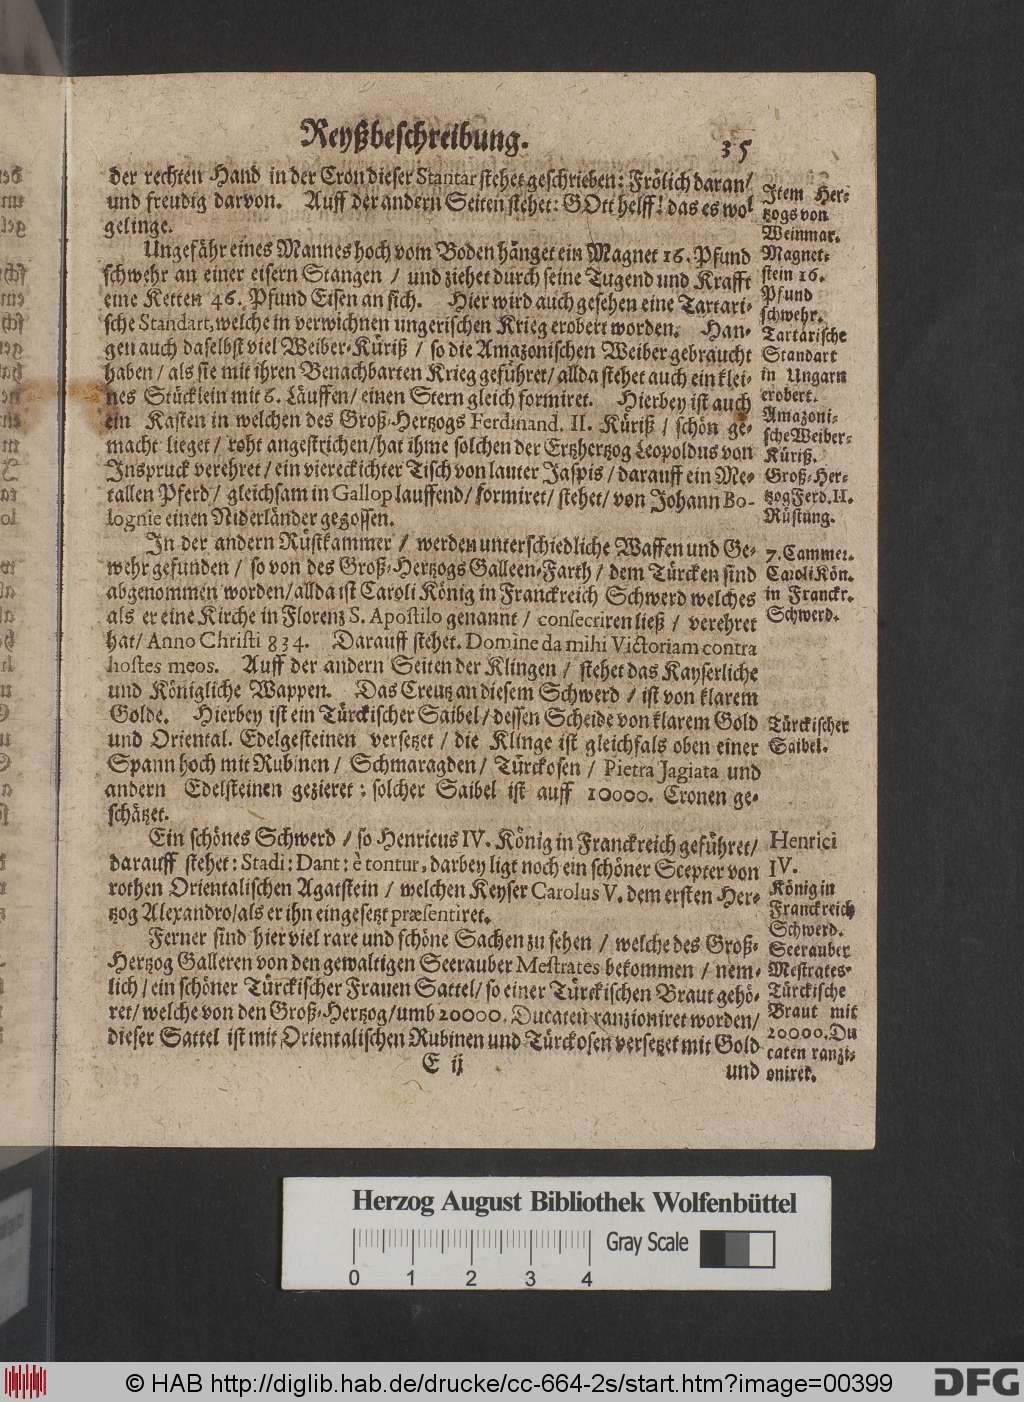 Reyßbeschreibung. 35
der rechten Hand in der Cron dieser Stantar stehet geschrieben: Frölich daran/
und freudig darvon. Auff der andern Seiten stehet: GOtt helff! das es wol
gelinge.
Ungefähr eines Mannes hoch vom Boden hänget ein Magnet 16. Pfund
schwehr an einer eisern Stangen / und ziehet durch seine Tugend und Krafft
eine Ketten 46. Pfund Eisen an sich. Hier wird auch gesehen eine Tartari-
sche Standart, welche in verwichnen ungerischen Krieg erobert worden. Han-
gen auch daselbst viel Weiber-Küriß / so die Amazonischen Weiber gebraucht
haben / als sie mit ihren Benachbarten Krieg geführet / allda stehet auch ein klei-
nes Stücklein mit 6. Läuffen / einen Stern gleich formiret. Hierbey ist auch
ein Kasten in welchen des Groß-Hertzogs Ferdinand. II. Küriß / schön ge-
macht lieget / roht angestrichen / hat ihme solchen der Ertzhertzog Leopoldus von
Inspruck verehret / ein viereckichter Tisch von lauter Jaspis / darauff ein Me-
tallen Pferd / gleichsam in Gallop lauffend / formiret / stehet / von Johann Bo-
lognie einen Niderländer gegossen.
In der andern Rüstkammer / werden unterschiedliche Waffen und Ge-
wehr gefunden / so von des Groß-Hertzogs Galleen-Farth / dem Türcken sind
abgenommen worden / allda ist Caroli König in Franckreich Schwerd welches
als er eine Kirche in Florenz S. Apostilo genannt / consecriren ließ / verehret
hat / Anno Christi 834. Darauff stehet. Domine da mihi Victoriam contra
hostes meos. Auff der andern Seiten der Klingen / stehet das Kayserliche
und Königliche Wappen. Das Creutz an diesem Schwerd / ist von klarem
Golde. Hierbey ist ein Türckischer Saibel / dessen Scheide von klarem Gold
und Oriental. Edelgesteinen versetzet / die Klinge ist gleichfals oben einer
Spann hoch mit Rubinen / Schmaragden / Türckosen / Pietra Jagiata und
andern Edelsteinen gezieret : solcher Saibel ist auff 10000. Cronen ge-
schätzet.
Ein schönes Schwerd / so Henricus IV. König in Franckreich geführet /
darauff stehet : Stadi : Dant : è tontur, darbey ligt noch ein schöner Scepter von
rothen Orientalischen Agatstein / welchen Keyser Carolus V. dem ersten Her-
tzog Alexandro / als er ihn eingesetzt præsentiret.
Ferner sind hier viel rare und schöne Sachen zu sehen / welche des Groß-
Hertzog Galleren von den gewaltigen Seerauber Mestrates bekommen / nem-
lich / ein schöner Türckischer Frauen Sattel / so einer Türckischen Braut gehö-
ret / welche von den Groß-Hertzog / umb 20000. Ducaten ranzioniret worden /
dieser Sattel ist mit Orientalischen Rubinen und Türckosen versetzet mit Gold
E ij und
Item Her-
tzogs von
Weinmar.
Magnet-
stein 16.
Pfund
schwehr.
Tartarische
Standart
in Ungarn
erobert.
Amazoni-
sche Weiber-
Küriß.
Groß-Her-
tzog Ferd. II.
Rüstung.
7. Cammer.
Caroli Kön.
in Franckr.
Schwerd.
Türckischer
Saibel.
Henrici
IV.
König in
Franckreich
Schwerd.
Seerauber
Mestrates-
Türckische
Braut mit
20000. Du
caten ranzi-
oniret.
Herzog August Bibliothek Wolfenbüttel
0 1 2 3 4
Gray Scale
© HAB http://diglib.hab.de/drucke/cc-664-2s/start.htm?image=00399
DFG